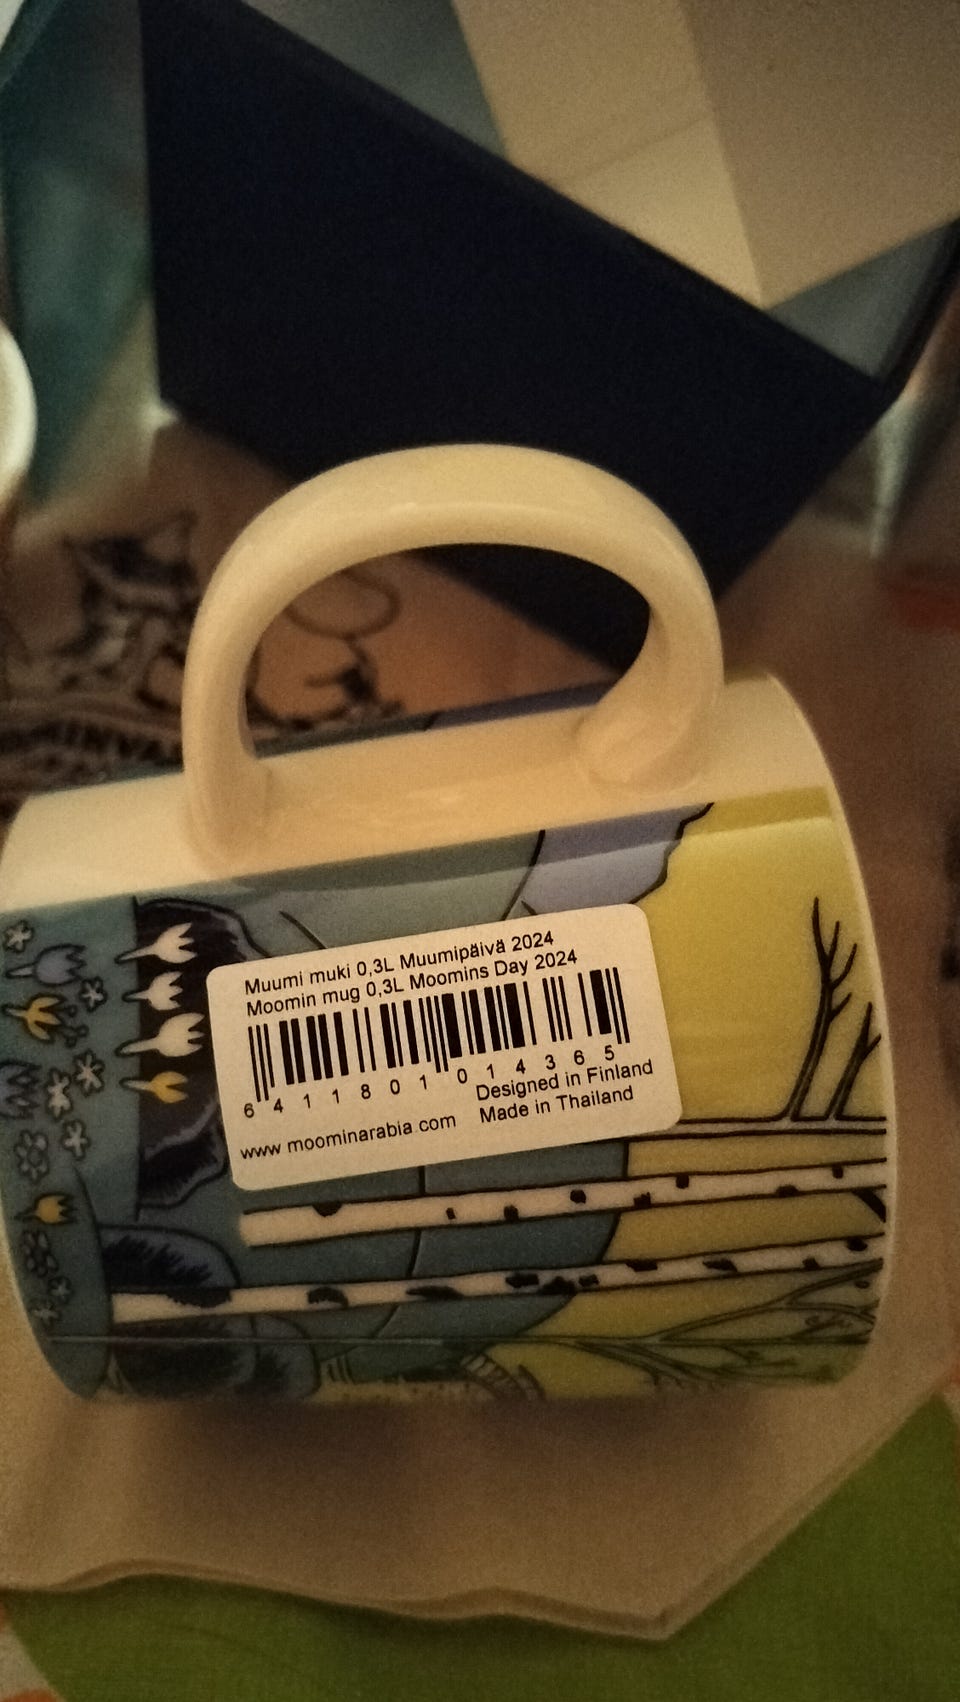 Muumi muki 0,3L Muumipäivä 2024
Moomin mug 0,3L Moomins Day 2024
6 411801 014365
Designed in Finland
www.moominarabia.com Made in Thailand